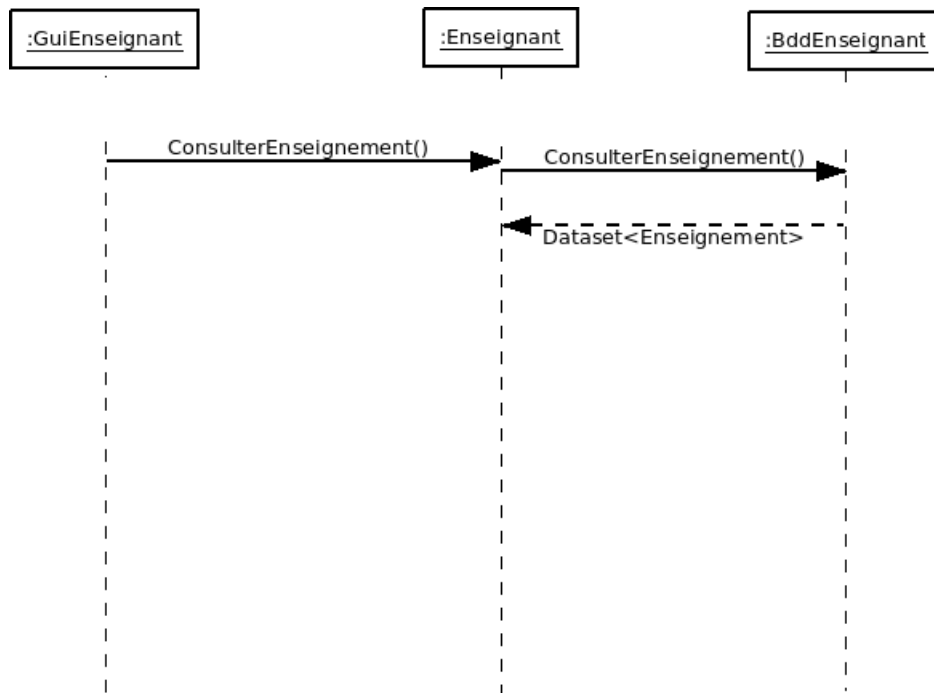 :GuiEnseignant
:Enseignant
:BddEnseignant
ConsulterEnseignement()
ConsulterEnseignement()
Dataset<Enseignement>